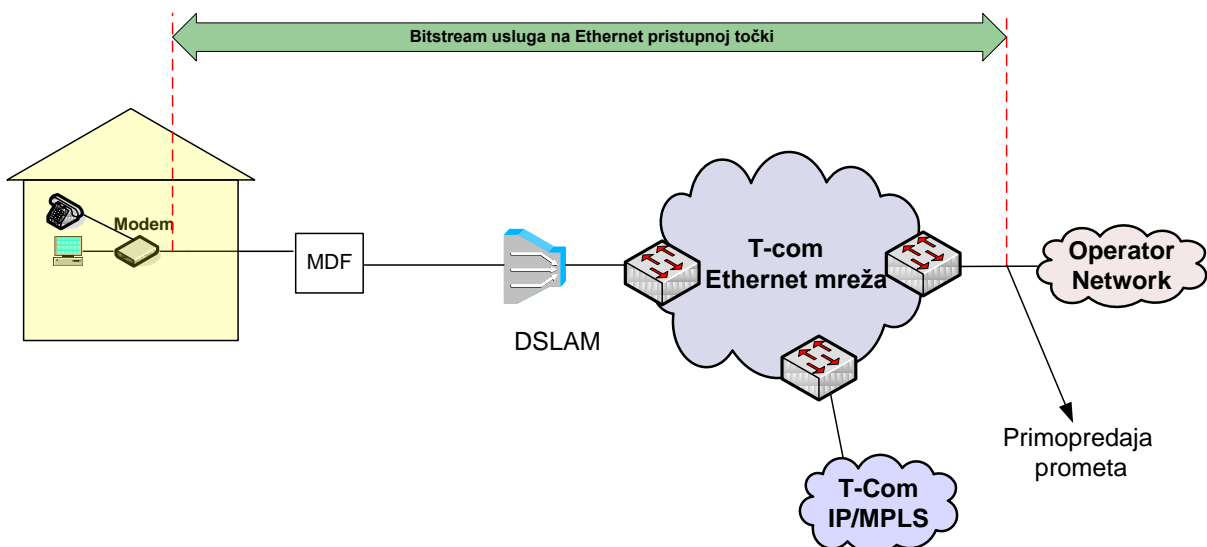 Bitstream usluga na Ethernet pristupnoj točki
Modem
MDF
DSLAM
T-com
Ethernet mreža
Operator
Network
Primopredaja
prometa
T-Com
IP/MPLS